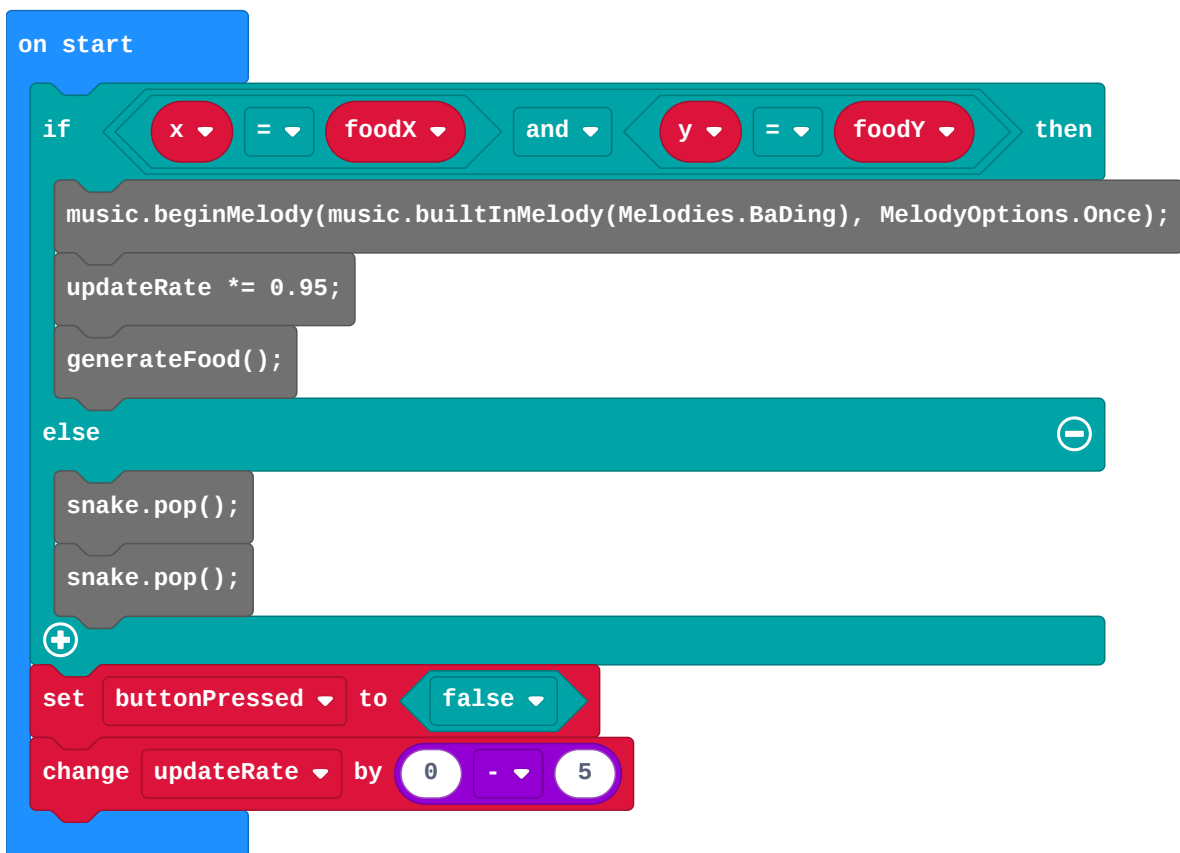 on start
if x = foodX and y = foodY then
music.beginMelody(music.builtInMelody(Melodies.BaDing), MelodyOptions.Once);
updateRate *= 0.95;
generateFood();
else
snake.pop();
snake.pop();
set buttonPressed to false
change updateRate by 0 - 5